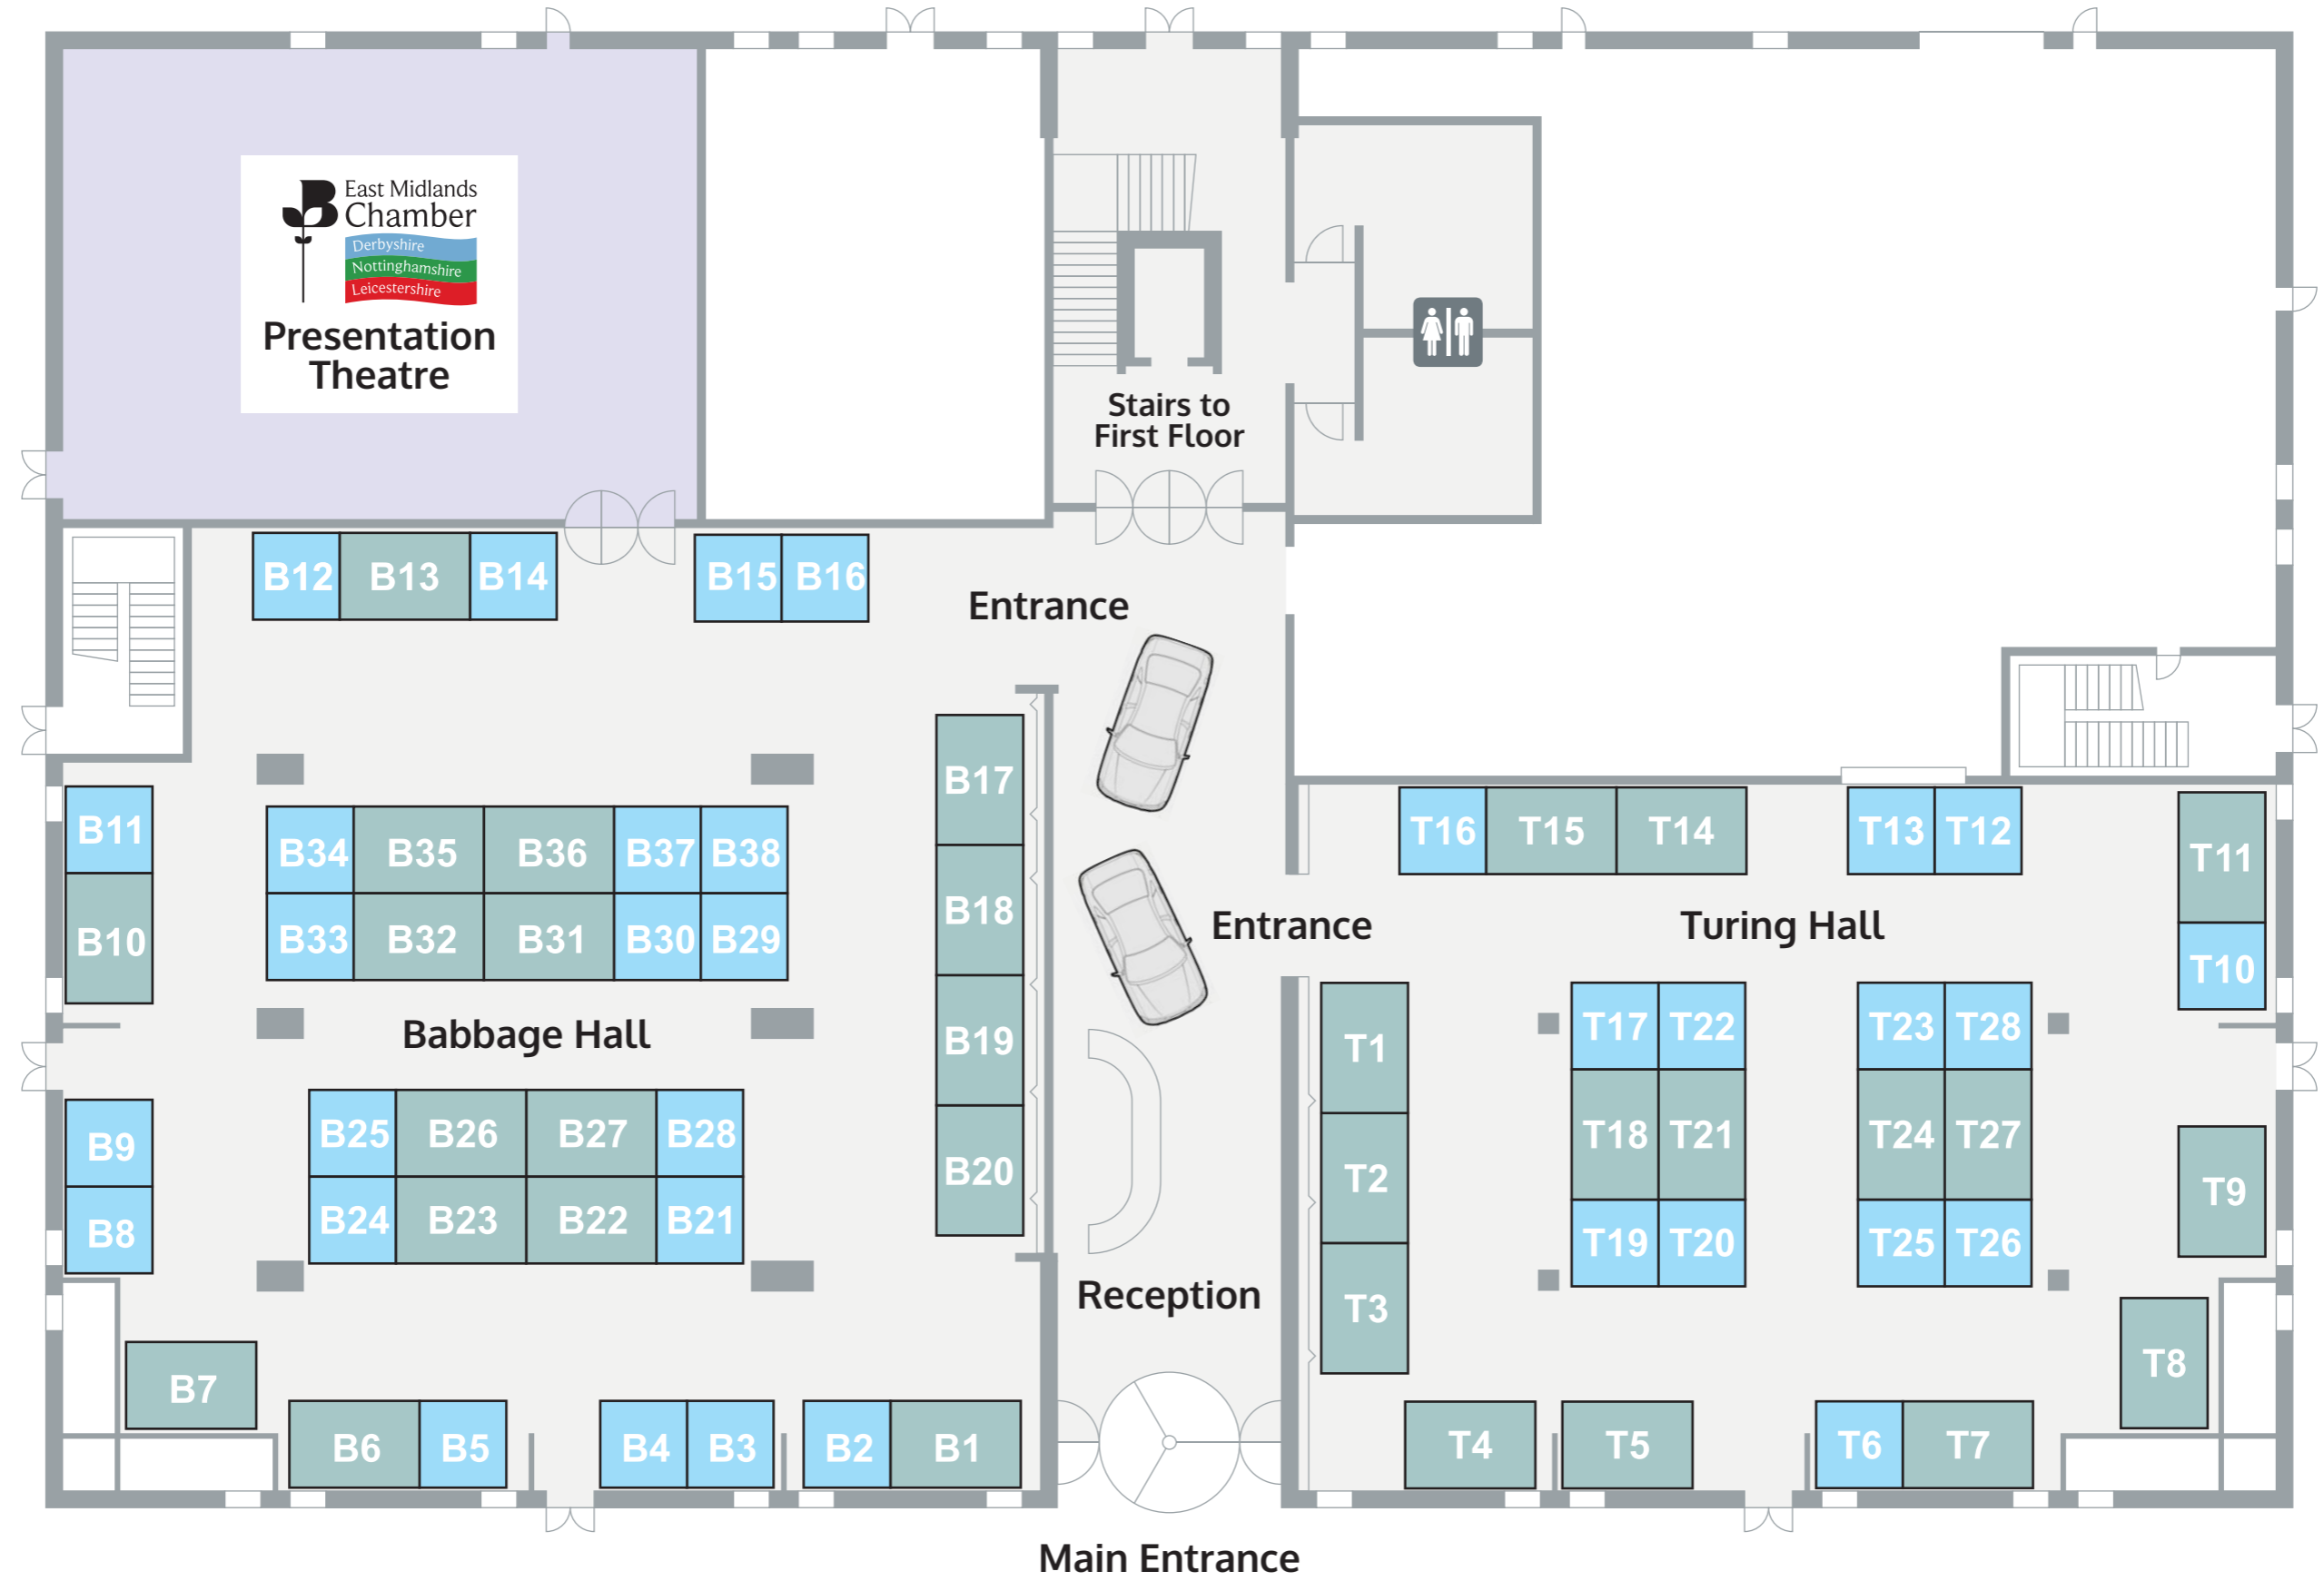 East Midlands
Chamber
Derbyshire
Nottinghamshire
Leicestershire
Presentation
Theatre
Stairs to
First Floor
B12 B13 B14 B15 B16
Entrance
B17
B11 B34 B35 B36 B37 B38
B10 B33 B32 B31 B30 B29 B18
T16 T15 T14 T13 T12 T11
Entrance
Turing Hall
T10
Babbage Hall
B19
T1 T17 T22 T23 T28
B9 B25 B26 B27 B28
T18 T21 T24 T27
B8 B24 B23 B22 B21 B20
T2 T9
T19 T20 T25 T26
Reception
T3
T8
B7
B6 B5 B4 B3 B2 B1
T4 T5 T6 T7
Main Entrance